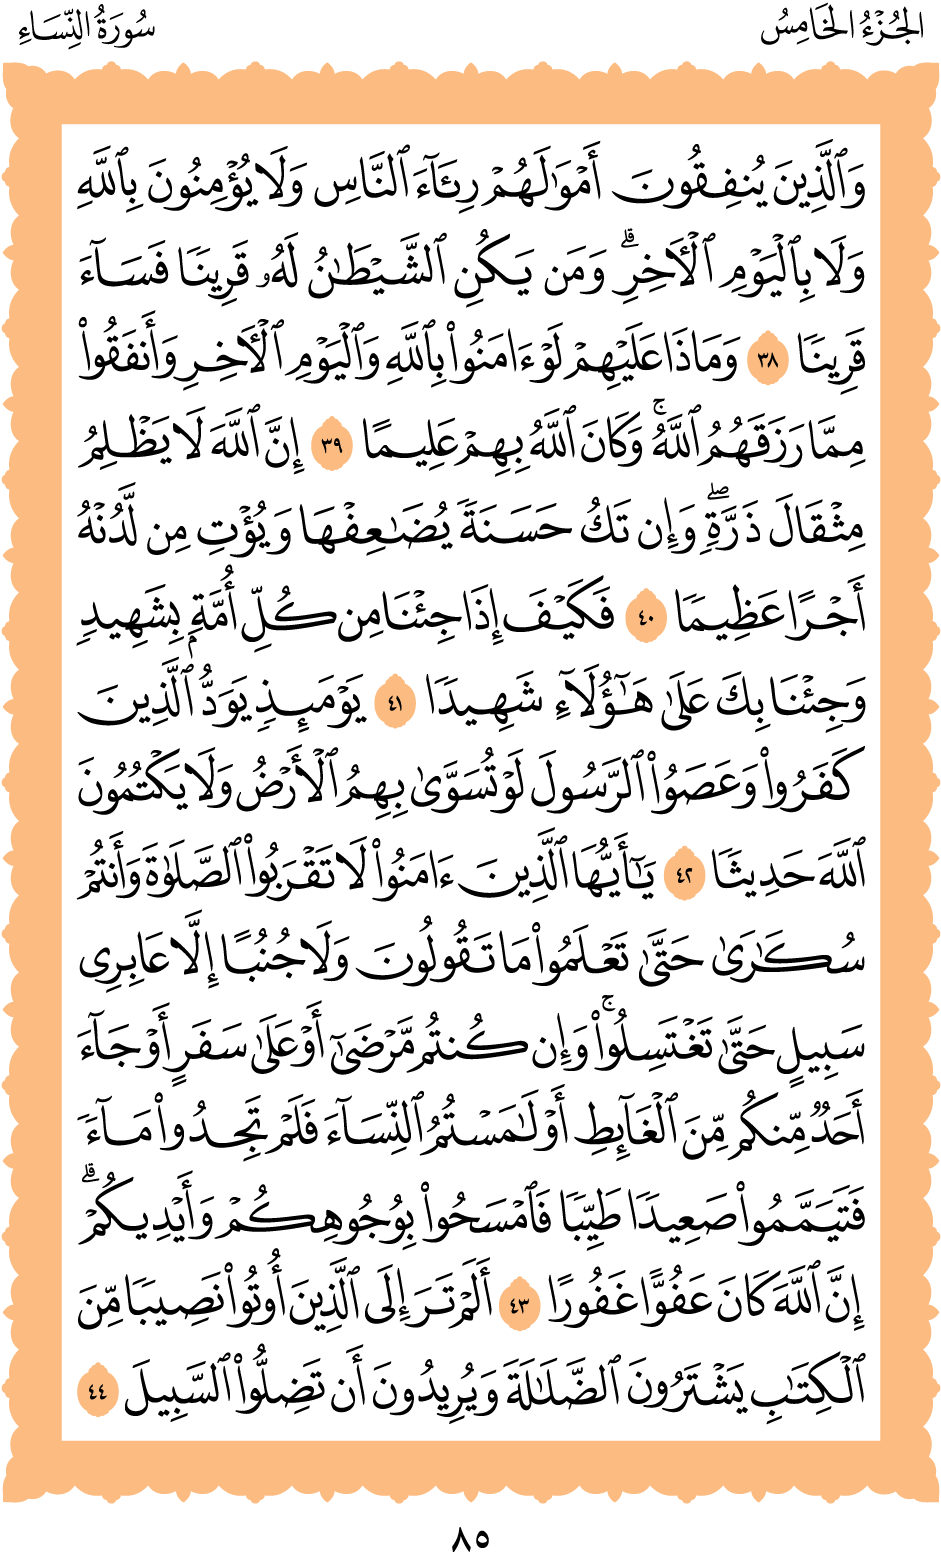 الجُزْءُ الخَامِسُ
سُورَةُ النِّسَاءِ
وَٱلَّذِينَ يُنفِقُونَ أَمۡوَٰلَهُمۡ رِئَآءَ ٱلنَّاسِ وَلَا يُؤۡمِنُونَ بِٱللَّهِ
وَلَا بِٱلۡيَوۡمِ ٱلۡأٓخِرِۗ وَمَن يَكُنِ ٱلشَّيۡطَٰنُ لَهُۥ قَرِينٗا فَسَآءَ
قَرِينٗا ٣٨ وَمَاذَا عَلَيۡهِمۡ لَوۡ ءَامَنُواْ بِٱللَّهِ وَٱلۡيَوۡمِ ٱلۡأٓخِرِ وَأَنفَقُواْ
مِمَّا رَزَقَهُمُ ٱللَّهُۚ وَكَانَ ٱللَّهُ بِهِمۡ عَلِيمًا ٣٩ إِنَّ ٱللَّهَ لَا يَظۡلِمُ
مِثۡقَالَ ذَرَّةٖۖ وَإِن تَكُ حَسَنَةٗ يُضَٰعِفۡهَا وَيُؤۡتِ مِن لَّدُنۡهُ
أَجۡرًا عَظِيمٗا ٤٠ فَكَيۡفَ إِذَا جِئۡنَا مِن كُلِّ أُمَّةِۭ بِشَهِيدٖ
وَجِئۡنَا بِكَ عَلَىٰ هَٰٓؤُلَآءِ شَهِيدٗا ٤١ يَوۡمَئِذٖ يَوَدُّ ٱلَّذِينَ
كَفَرُواْ وَعَصَوُاْ ٱلرَّسُولَ لَوۡ تُسَوَّىٰ بِهِمُ ٱلۡأَرۡضُ وَلَا يَكۡتُمُونَ
ٱللَّهَ حَدِيثٗا ٤٢ يَٰٓأَيُّهَا ٱلَّذِينَ ءَامَنُواْ لَا تَقۡرَبُواْ ٱلصَّلَوٰةَ وَأَنتُمۡ
سُكَٰرَىٰ حَتَّىٰ تَعۡلَمُواْ مَا تَقُولُونَ وَلَا جُنُبًا إِلَّا عَابِرِي
سَبِيلٍ حَتَّىٰ تَغۡتَسِلُواْۚ وَإِن كُنتُم مَّرۡضَىٰٓ أَوۡ عَلَىٰ سَفَرٍ أَوۡ جَآءَ
أَحَدٞ مِّنكُم مِّنَ ٱلۡغَآئِطِ أَوۡ لَٰمَسۡتُمُ ٱلنِّسَآءَ فَلَمۡ تَجِدُواْ مَآءٗ
فَتَيَمَّمُواْ صَعِيدٗا طَيِّبٗا فَٱمۡسَحُواْ بِوُجُوهِكُمۡ وَأَيۡدِيكُمۡۗ
إِنَّ ٱللَّهَ كَانَ عَفُوًّا غَفُورًا ٤٣ أَلَمۡ تَرَ إِلَى ٱلَّذِينَ أُوتُواْ نَصِيبٗا مِّنَ
ٱلۡكِتَٰبِ يَشۡتَرُونَ ٱلضَّلَٰلَةَ وَيُرِيدُونَ أَن تَضِلُّواْ ٱلسَّبِيلَ ٤٤
٨٥